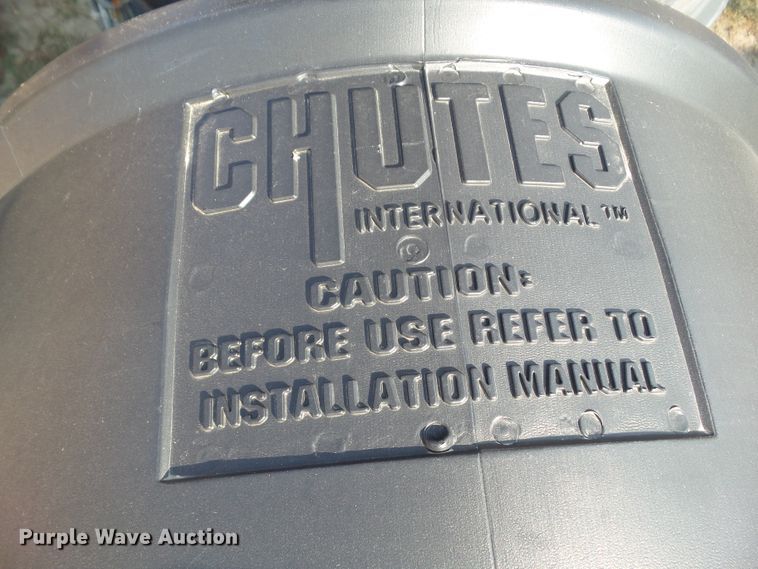 CHUTES
INTERNATIONAL™
CAUTION:
BEFORE USE REFER TO
INSTALLATION MANUAL
Purple Wave Auction